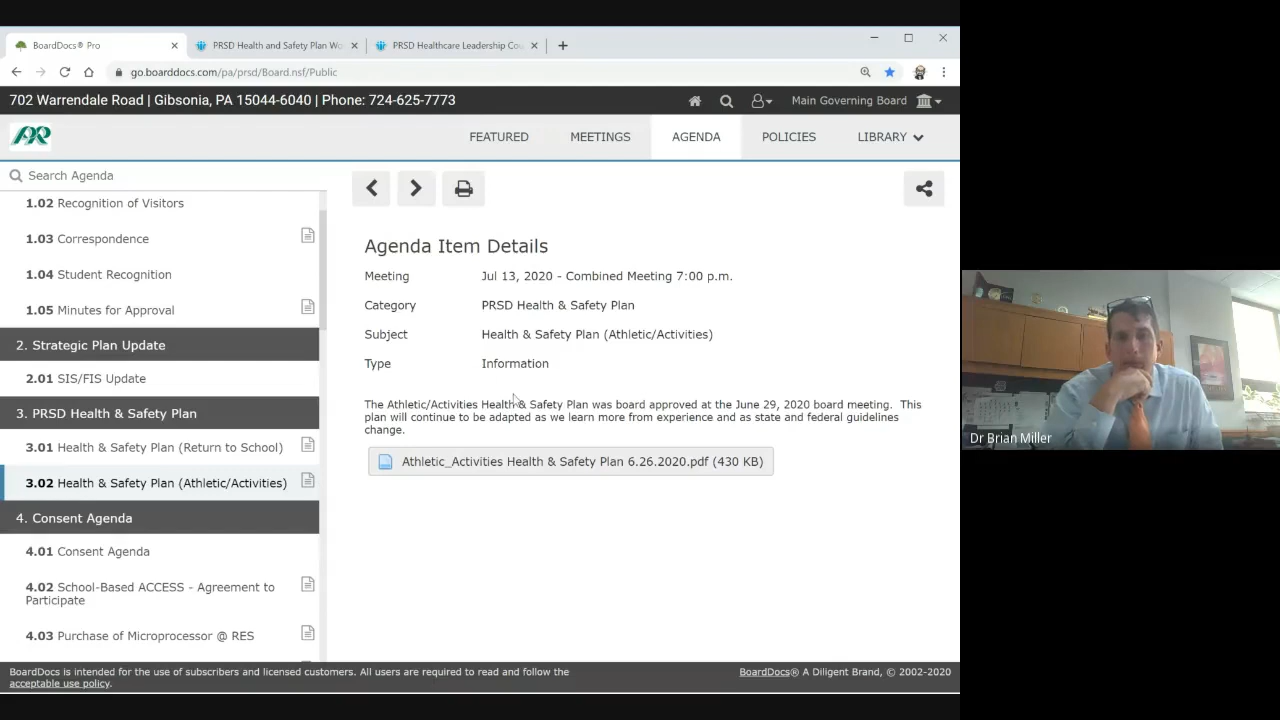 BoardDocs® Pro
PRSD Health and Safety Plan Wo
PRSD Healthcare Leadership Cou
go.boarddocs.com/pa/prsd/Board.nsf/Public
702 Warrendale Road | Gibsonia, PA 15044-6040 | Phone: 724-625-7773
Main Governing Board
PR
FEATURED
MEETINGS
AGENDA
POLICIES
LIBRARY
Search Agenda
1.02 Recognition of Visitors
1.03 Correspondence
1.04 Student Recognition
1.05 Minutes for Approval
2. Strategic Plan Update
2.01 SIS/FIS Update
3. PRSD Health & Safety Plan
3.01 Health & Safety Plan (Return to School)
3.02 Health & Safety Plan (Athletic/Activities)
4. Consent Agenda
4.01 Consent Agenda
4.02 School-Based ACCESS - Agreement to
Participate
4.03 Purchase of Microprocessor @ RES
Agenda Item Details
Meeting Jul 13, 2020 - Combined Meeting 7:00 p.m.
Category PRSD Health & Safety Plan
Subject Health & Safety Plan (Athletic/Activities)
Type Information
The Athletic/Activities Health & Safety Plan was board approved at the June 29, 2020 board meeting. This
plan will continue to be adapted as we learn more from experience and as state and federal guidelines
change.
Athletic_Activities Health & Safety Plan 6.26.2020.pdf (430 KB)
BoardDocs is intended for the use of subscribers and licensed customers. All users are required to read and follow the
acceptable use policy.
BoardDocs® A Diligent Brand, © 2002-2020
Dr Brian Miller